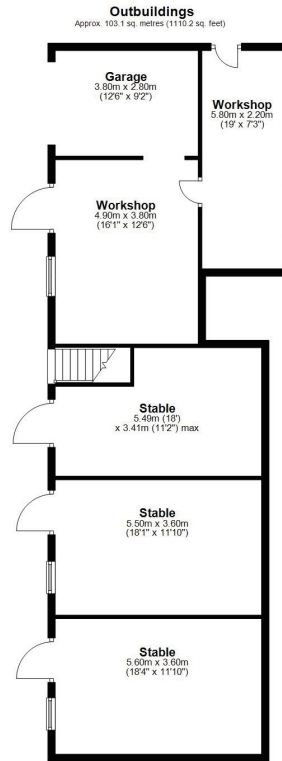 Outbuildings
Approx. 103.1 sq. metres (1110.2 sq. feet)
Garage
3.80m x 2.80m
(12'6" x 9'2")
Workshop
5.80m x 2.20m
(19' x 7'3")
Workshop
4.90m x 3.80m
(16'1" x 12'6")
Stable
5.49m (18')
x 3.41m (11'2") max
Stable
5.50m x 3.60m
(18'1" x 11'10")
Stable
5.60m x 3.60m
(18'4" x 11'10")